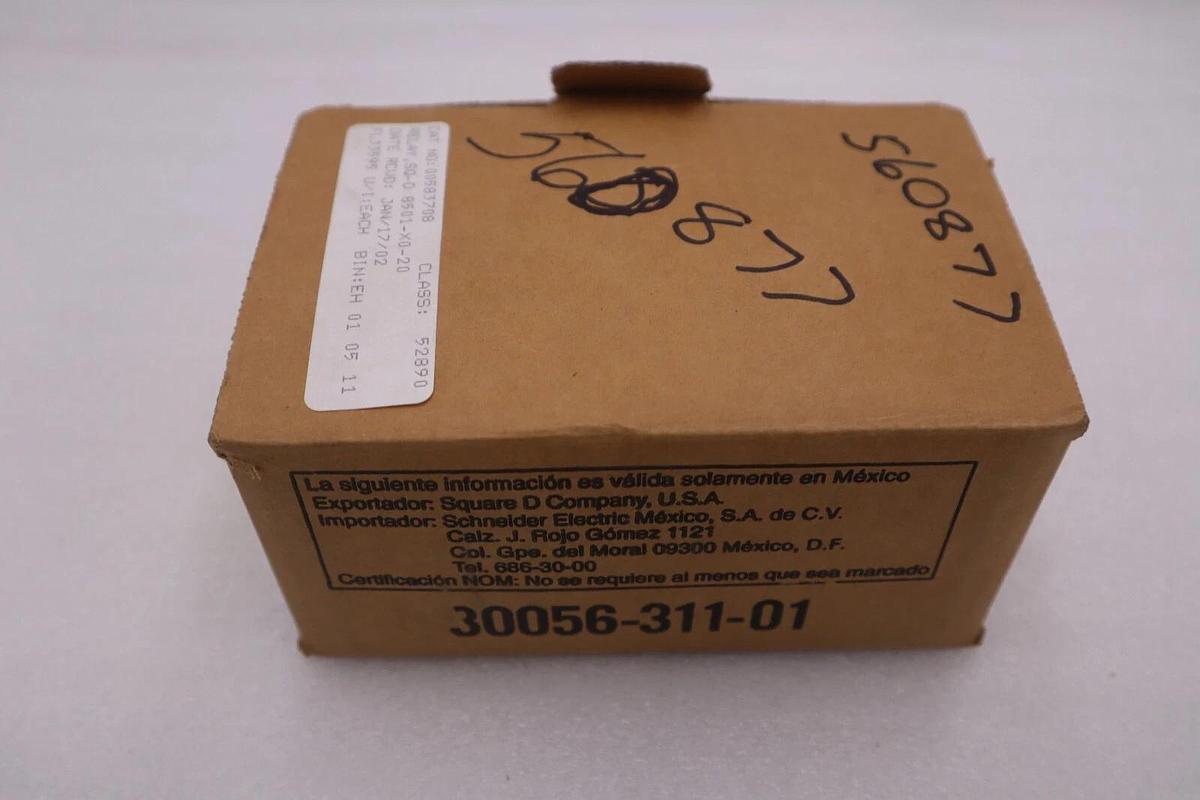 CAT NO:00583708 CLASS: 52890
RELAY,SQ-D 8501-XO-20
DATE RCVD: JAN/17/02
U/I:EACH BIN:EH 01 05 11
560877
560877
La siguiente información es válida solamente en México
Exportador: Square D Company, U.S.A.
Importador: Schneider Electric México, S.A. de C.V.
Calz. J. Rojo Gómez 1121
Col. Gpe. del Moral 09300 México, D.F.
Tel. 686-30-00
Certificación NOM: No se requiere al menos que sea marcado
30056-311-01